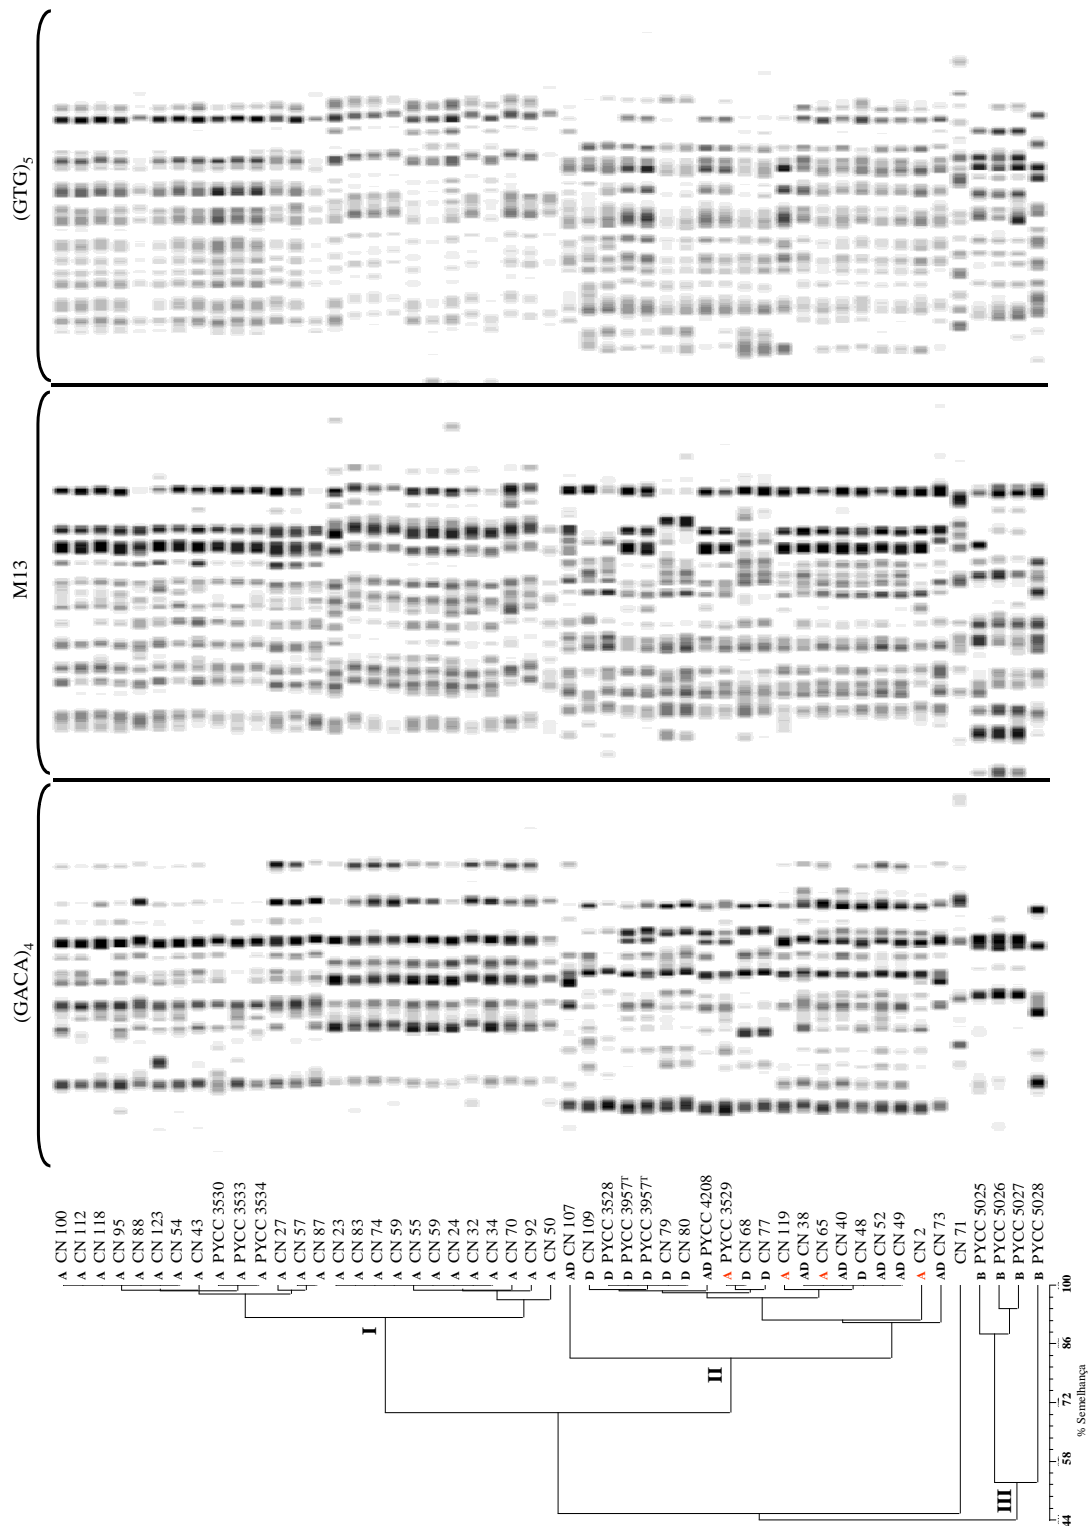 (GTG)5
M13
(GACA)4
A CN 100
A CN 112
A CN 118
A CN 95
A CN 88
A CN 123
A CN 54
A CN 43
A PYCC 3530
A PYCC 3533
A PYCC 3534
A CN 27
A CN 57
A CN 87
A CN 23
A CN 83
A CN 74
A CN 59
A CN 55
A CN 59
A CN 24
A CN 32
A CN 34
A CN 70
A CN 92
A CN 50
AD CN 107
D CN 109
D PYCC 3528
D PYCC 3957T
D PYCC 3957T
D CN 79
D CN 80
AD PYCC 4208
A PYCC 3529
D CN 68
D CN 77
A CN 119
AD CN 38
A CN 65
AD CN 40
D CN 48
AD CN 52
AD CN 49
A CN 2
AD CN 73
CN 71
B PYCC 5025
B PYCC 5026
B PYCC 5027
B PYCC 5028
I
II
III
100
86
72
58
44
% Semelhança